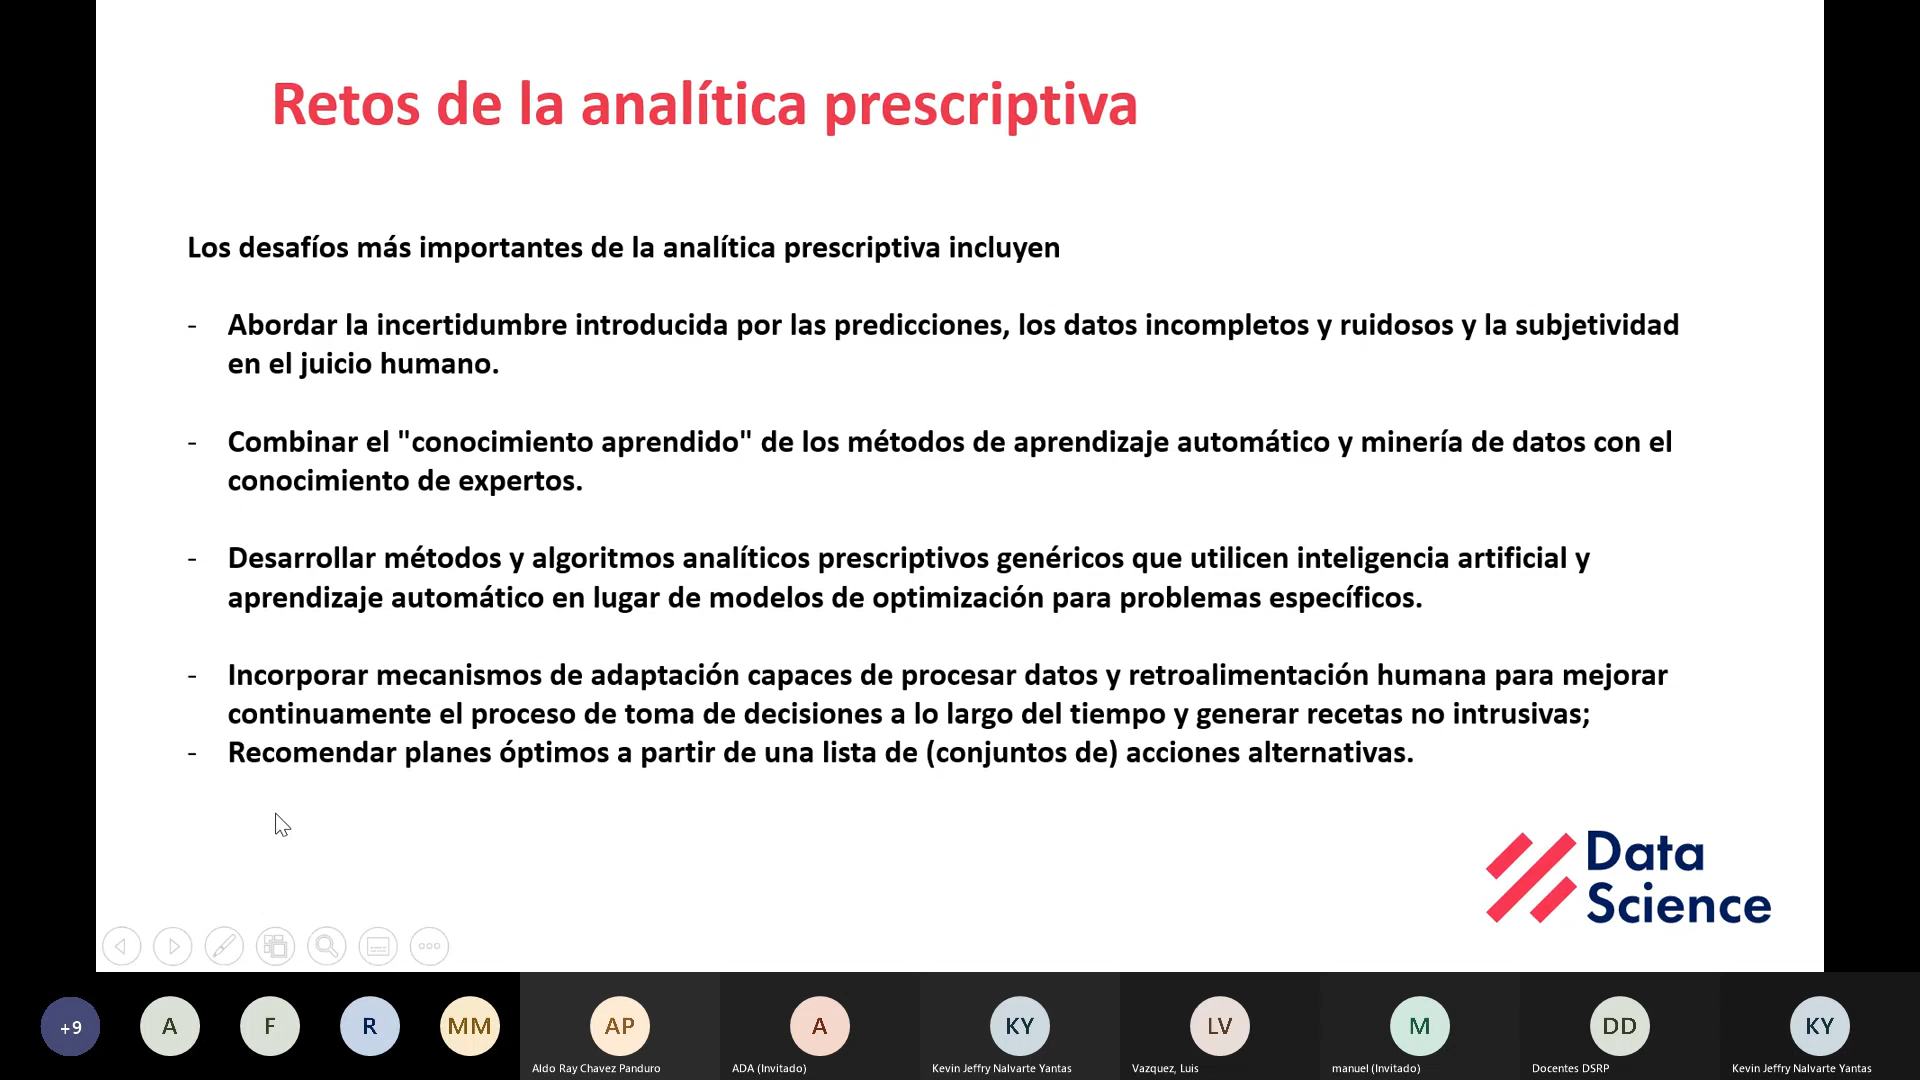 Retos de la analítica prescriptiva
Los desafíos más importantes de la analítica prescriptiva incluyen
- Abordar la incertidumbre introducida por las predicciones, los datos incompletos y ruidosos y la subjetividad
en el juicio humano.
- Combinar el "conocimiento aprendido" de los métodos de aprendizaje automático y minería de datos con el
conocimiento de expertos.
- Desarrollar métodos y algoritmos analíticos prescriptivos genéricos que utilicen inteligencia artificial y
aprendizaje automático en lugar de modelos de optimización para problemas específicos.
- Incorporar mecanismos de adaptación capaces de procesar datos y retroalimentación humana para mejorar
continuamente el proceso de toma de decisiones a lo largo del tiempo y generar recetas no intrusivas;
- Recomendar planes óptimos a partir de una lista de (conjuntos de) acciones alternativas.
Data
Science
+9 A F R MM AP A KY LV M DD KY
Aldo Ray Chavez Panduro ADA (Invitado) Kevin Jeffry Nalvarte Yantas Vazquez, Luis manuel (Invitado) Docentes DSRP Kevin Jeffry Nalvarte Yantas